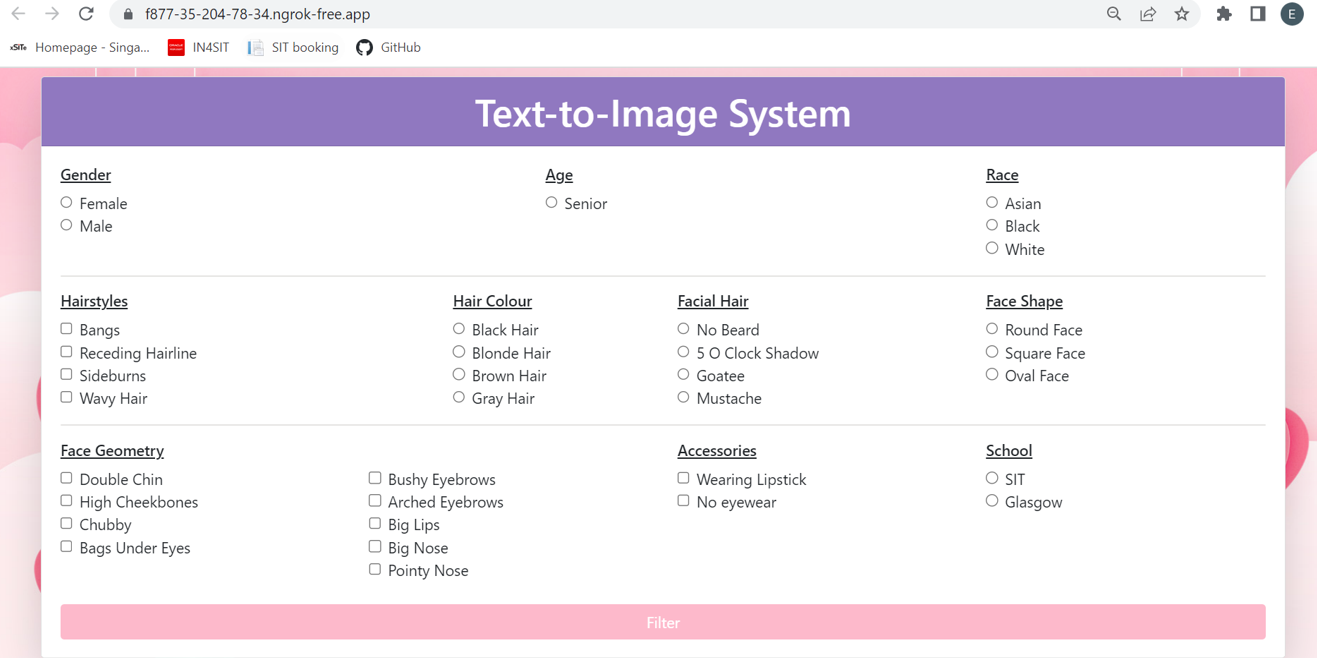 f877-35-204-78-34.ngrok-free.app
E
xSiTe Homepage - Singa...
IN4SIT
SIT booking
GitHub
Text-to-Image System
Gender
Female
Male
Age
Senior
Race
Asian
Black
White
Hairstyles
Bangs
Receding Hairline
Sideburns
Wavy Hair
Hair Colour
Black Hair
Blonde Hair
Brown Hair
Gray Hair
Facial Hair
No Beard
5 O Clock Shadow
Goatee
Mustache
Face Shape
Round Face
Square Face
Oval Face
Face Geometry
Double Chin
High Cheekbones
Chubby
Bags Under Eyes
Bushy Eyebrows
Arched Eyebrows
Big Lips
Big Nose
Pointy Nose
Accessories
Wearing Lipstick
No eyewear
School
SIT
Glasgow
Filter